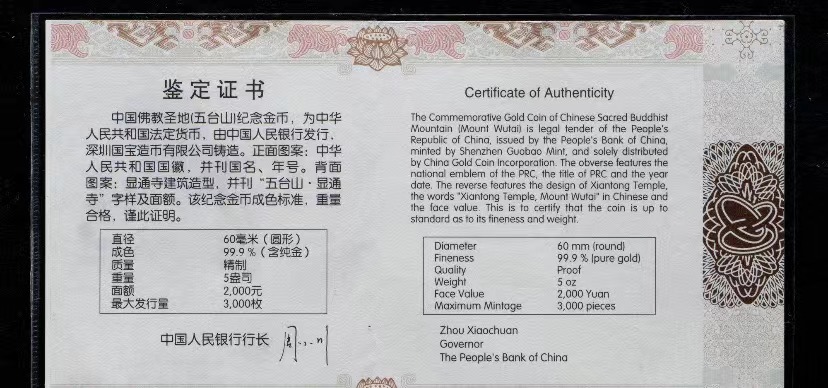 鉴定证书
中国佛教圣地(五台山)纪念金币，为中华
人民共和国法定货币，由中国人民银行发行，
深圳国宝造币有限公司铸造。正面图案：中华
人民共和国国徽，并刊国名、年号。背面
图案：显通寺建筑造型，并刊“五台山·显通
寺”字样及面额。该纪念金币成色标准，重量
合格，谨此证明。
直径 60毫米（圆形）
成色 99.9％（含纯金）
质量 精制
重量 5盎司
面额 2,000元
最大发行量 3,000枚
中国人民银行行长 周小川
Certificate of Authenticity
The Commemorative Gold Coin of Chinese Sacred Buddhist
Mountain (Mount Wutai) is legal tender of the People's
Republic of China, issued by the People's Bank of China,
minted by Shenzhen Guobao Mint, and solely distributed
by China Gold Coin Incorporation. The obverse features the
national emblem of the PRC, the title of PRC and the year
date. The reverse features the design of Xiantong Temple,
the words "Xiantong Temple, Mount Wutai" in Chinese and
the face value. This is to certify that the coin is up to
standard as to its fineness and weight.
Diameter 60 mm (round)
Fineness 99.9 % (pure gold)
Quality Proof
Weight 5 oz
Face Value 2,000 Yuan
Maximum Mintage 3,000 pieces
Zhou Xiaochuan
Governor
The People's Bank of China